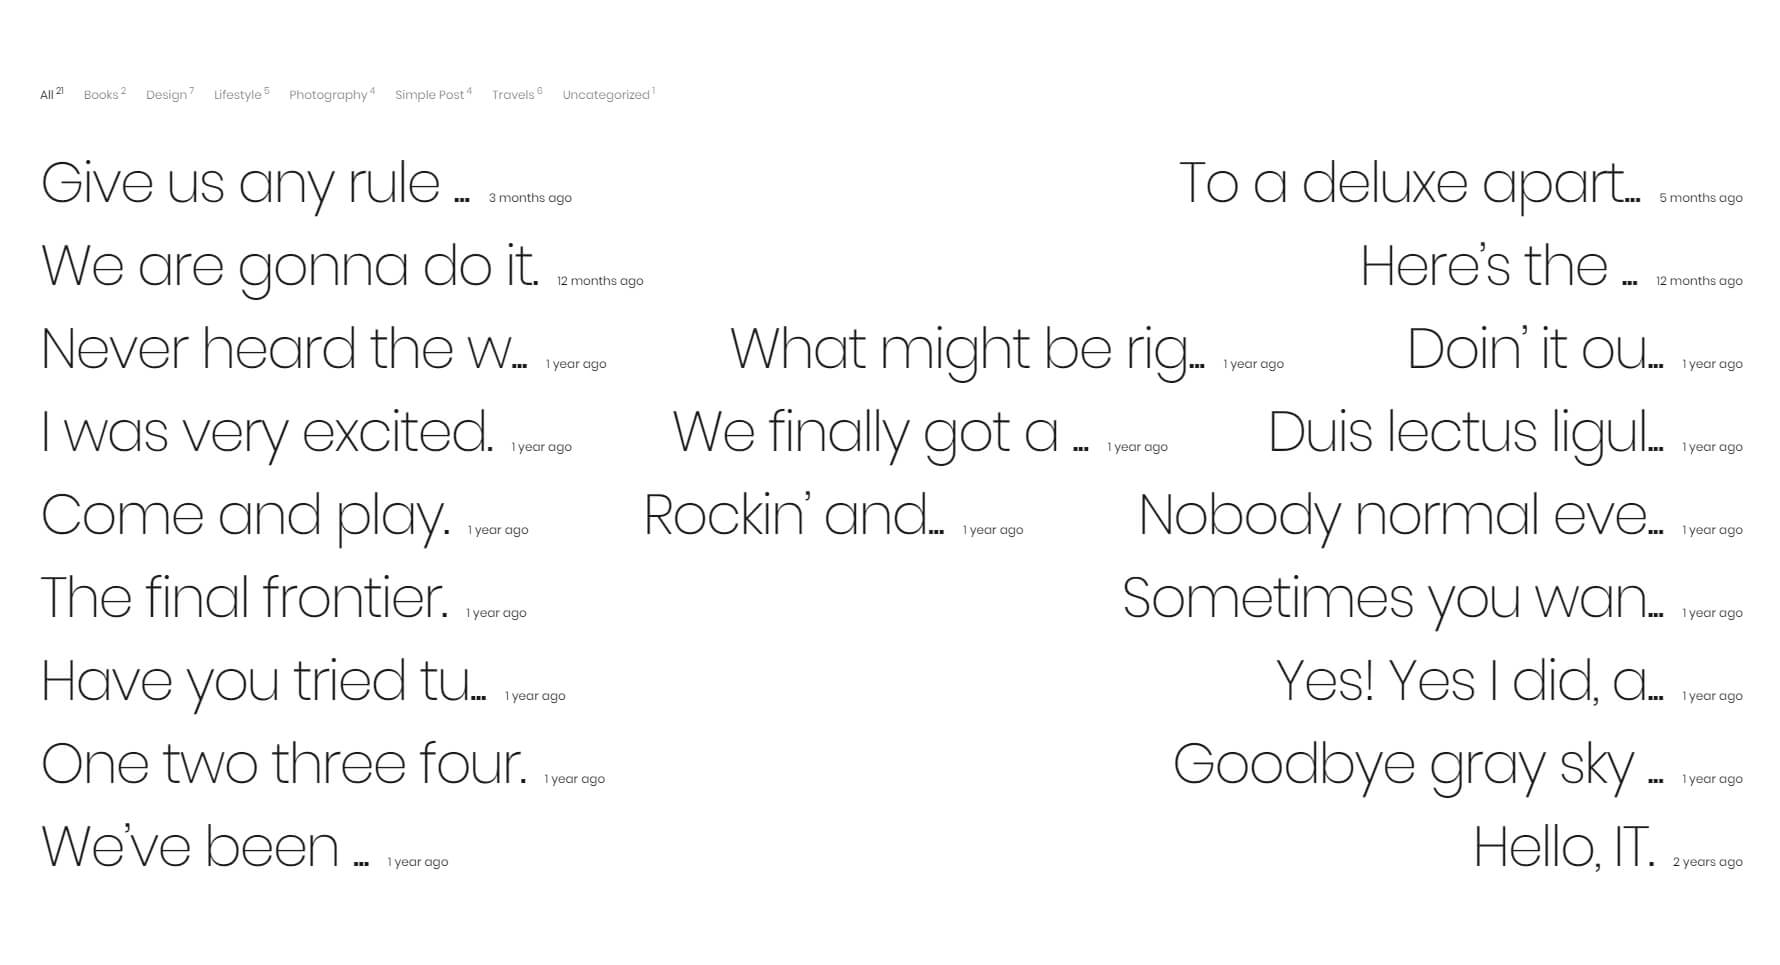 All 21 Books 2 Design 7 Lifestyle 5 Photography 4 Simple Post 4 Travels 6 Uncategorized 1
Give us any rule ... 3 months ago To a deluxe apart... 5 months ago
We are gonna do it. 12 months ago Here’s the ... 12 months ago
Never heard the w... 1 year ago What might be rig... 1 year ago Doin’ it ou... 1 year ago
I was very excited. 1 year ago We finally got a ... 1 year ago Duis lectus ligul... 1 year ago
Come and play. 1 year ago Rockin’ and... 1 year ago Nobody normal eve... 1 year ago
The final frontier. 1 year ago Sometimes you wan... 1 year ago
Have you tried tu... 1 year ago Yes! Yes I did, a... 1 year ago
One two three four. 1 year ago Goodbye gray sky ... 1 year ago
We’ve been ... 1 year ago Hello, IT. 2 years ago